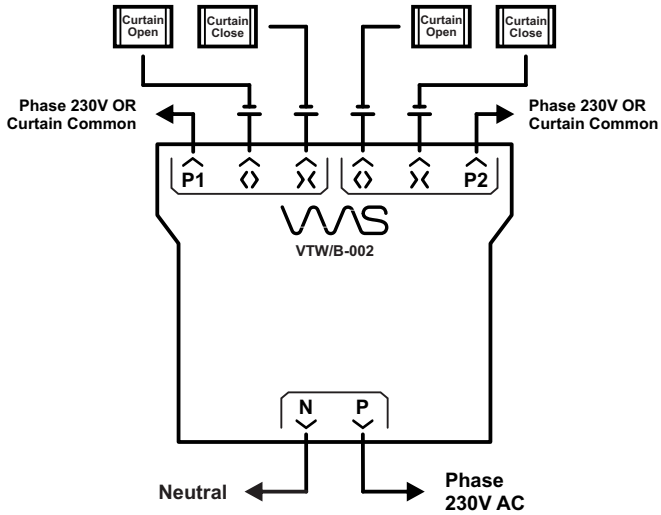 Curtain
Open
Curtain
Close
Curtain
Open
Curtain
Close
Phase 230V OR
Curtain Common
Phase 230V OR
Curtain Common
P1
P2
VTW/B-002
N
P
Neutral
Phase
230V AC